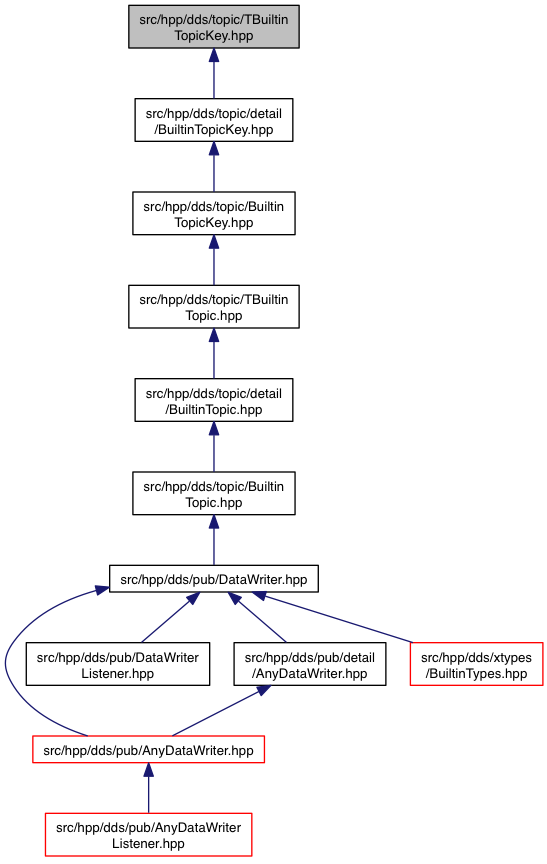 src/hpp/dds/topic/TBuiltin
TopicKey.hpp
src/hpp/dds/topic/detail
/BuiltinTopicKey.hpp
src/hpp/dds/topic/Builtin
TopicKey.hpp
src/hpp/dds/topic/TBuiltin
Topic.hpp
src/hpp/dds/topic/detail
/BuiltinTopic.hpp
src/hpp/dds/topic/Builtin
Topic.hpp
src/hpp/dds/pub/DataWriter.hpp
src/hpp/dds/pub/DataWriter
Listener.hpp
src/hpp/dds/pub/detail
/AnyDataWriter.hpp
src/hpp/dds/xtypes
/BuiltinTypes.hpp
src/hpp/dds/pub/AnyDataWriter.hpp
src/hpp/dds/pub/AnyDataWriter
Listener.hpp